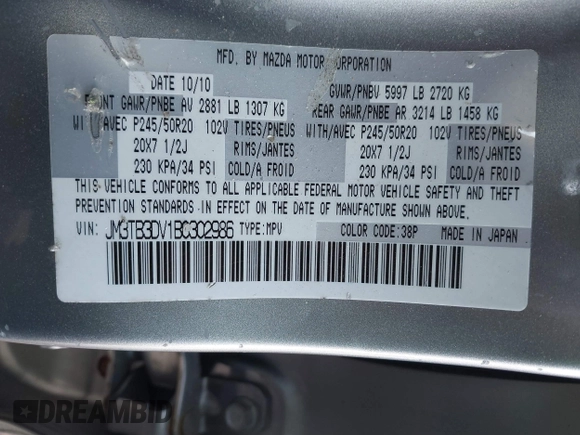 MFD. BY MAZDA MOTOR CORPORATION
DATE 10/10 GVWR/PNBV 5997 LB 2720 KG
FRONT GAWR/PNBE AV 2881 LB 1307 KG REAR GAWR/PNBE AR 3214 LB 1458 KG
WITH/AVEC P245/50R20 102V TIRES/PNEUS WITH/AVEC P245/50R20 102V TIRES/PNEUS
20X7 1/2J RIMS/JANTES 20X7 1/2J RIMS/JANTES
230 KPA/34 PSI COLD/A FROID 230 KPA/34 PSI COLD/A FROID
THIS VEHICLE CONFORMS TO ALL APPLICABLE FEDERAL MOTOR VEHICLE SAFETY AND THEFT
PREVENTION STANDARDS IN EFFECT ON THE DATE OF MANUFACTURE SHOWN ABOVE.
VIN: JM3TB3DV1BC302986 TYPE:MPV COLOR CODE:38P MADE IN JAPAN
DREAMBID